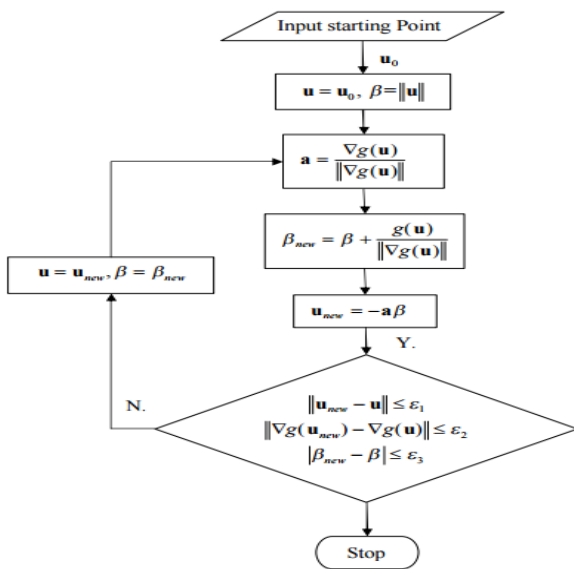 Input starting Point
u₀
u = u₀, β=‖u‖
a = ∇g(u) / ‖∇g(u)‖
β_new = β + g(u) / ‖∇g(u)‖
u = u_new, β = β_new
u_new = −aβ
Y.
N.
‖u_new − u‖ ≤ ε₁
‖∇g(u_new) − ∇g(u)‖ ≤ ε₂
|β_new − β| ≤ ε₃
Stop